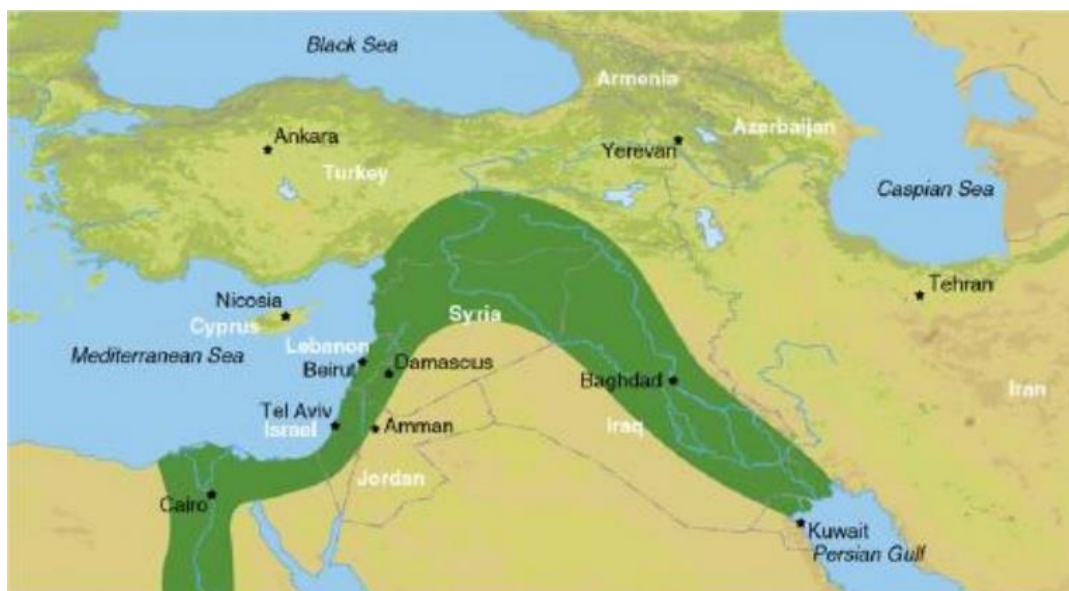 Black Sea
Armenia
Ankara
Yerevan
Azerbaijan
Turkey
Caspian Sea
Tehran
Nicosia
Cyprus
Syria
Mediterranean Sea
Lebanon
Beirut
Damascus
Baghdad
Iran
Tel Aviv
Israel
Amman
Iraq
Jordan
Cairo
Kuwait
Persian Gulf